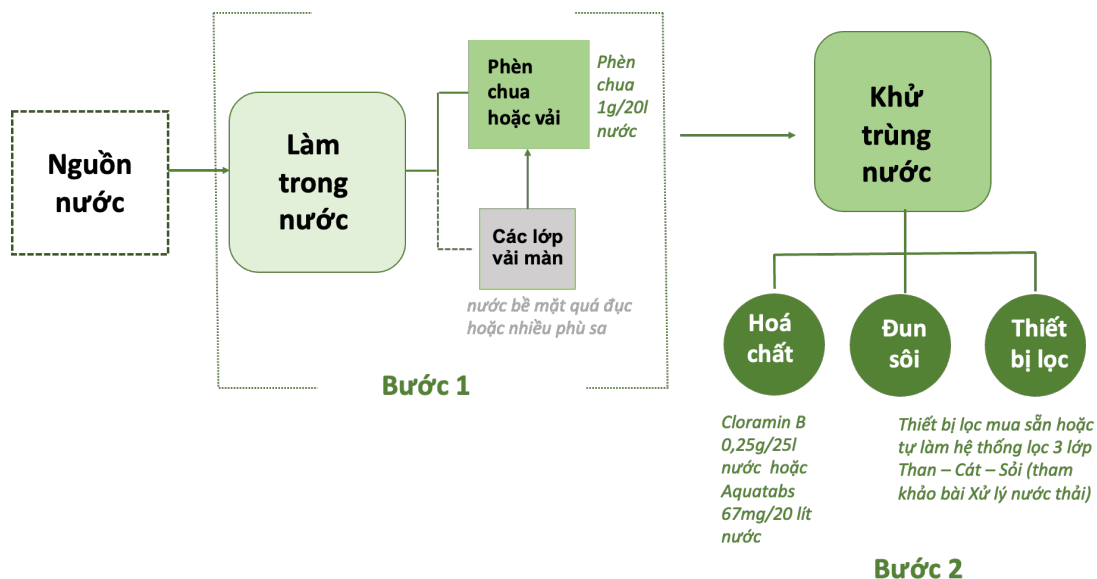 Nguồn
nước
Làm
trong
nước
Phèn
chua
hoặc vải
Phèn
chua
1g/20l
nước
Các lớp
vải màn
nước bề mặt quá đục
hoặc nhiều phù sa
Bước 1
Khử
trùng
nước
Hoá
chất
Đun
sôi
Thiết
bị lọc
Cloramin B
0,25g/25l
nước hoặc
Aquatabs
67mg/20 lít
nước
Thiết bị lọc mua sẵn hoặc
tự làm hệ thống lọc 3 lớp
Than – Cát – Sỏi (tham
khảo bài Xử lý nước thải)
Bước 2